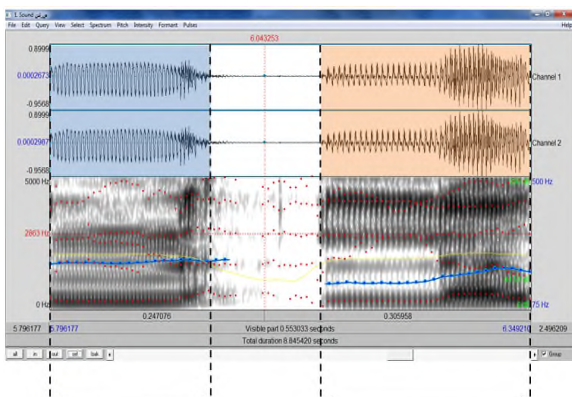 File Edit Query View Select Spectrum Pitch Intensity Formant Pulses Help
6.043253
0.8999
0.0002673
-0.9568
Channel 1
0.8999
0.0002987
-0.9568
Channel 2
5000 Hz
500 Hz
2863 Hz
0 Hz
75 Hz
0.247076 0.305958
5.796177 5.796177 Visible part 0.553033 seconds 6.349210 2.496209
Total duration 8.845420 seconds
all in out sel bak Group